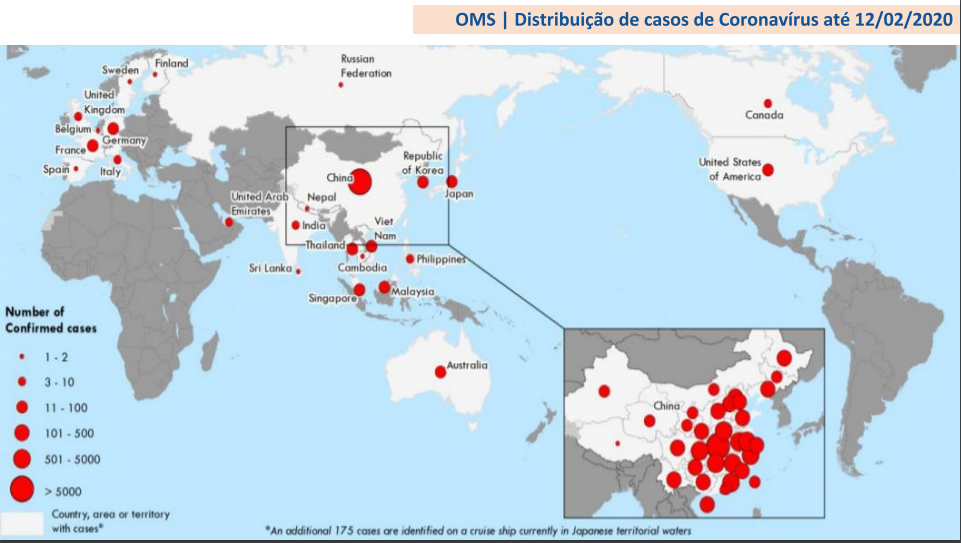 OMS | Distribuição de casos de Coronavírus até 12/02/2020
Sweden
Finland
Russian
Federation
United
Kingdom
Belgium
Germany
France
Spain
Italy
Canada
United States
of America
Republic
of Korea
China
Japan
United Arab
Emirates
Nepal
India
Viet
Nam
Thailand
Philippines
Sri Lanka
Cambodia
Singapore
Malaysia
Australia
China
Number of
Confirmed cases
1 - 2
3 - 10
11 - 100
101 - 500
501 - 5000
> 5000
Country, area or territory
with cases*
*An additional 175 cases are identified on a cruise ship currently in Japanese territorial waters